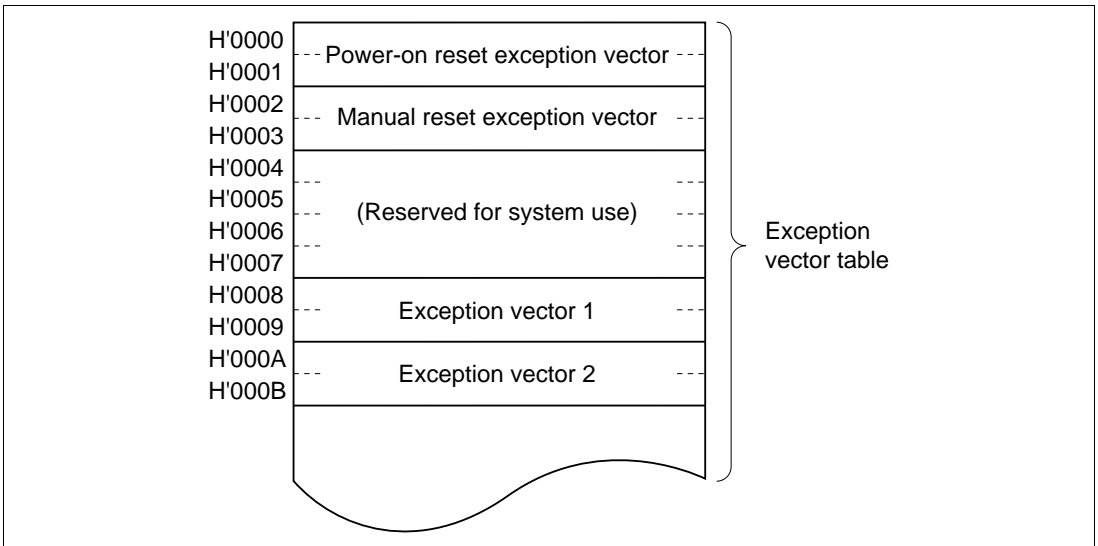 H'0000
Power-on reset exception vector
H'0001
H'0002
Manual reset exception vector
H'0003
H'0004
H'0005
(Reserved for system use)
H'0006
H'0007
Exception
vector table
H'0008
Exception vector 1
H'0009
H'000A
Exception vector 2
H'000B